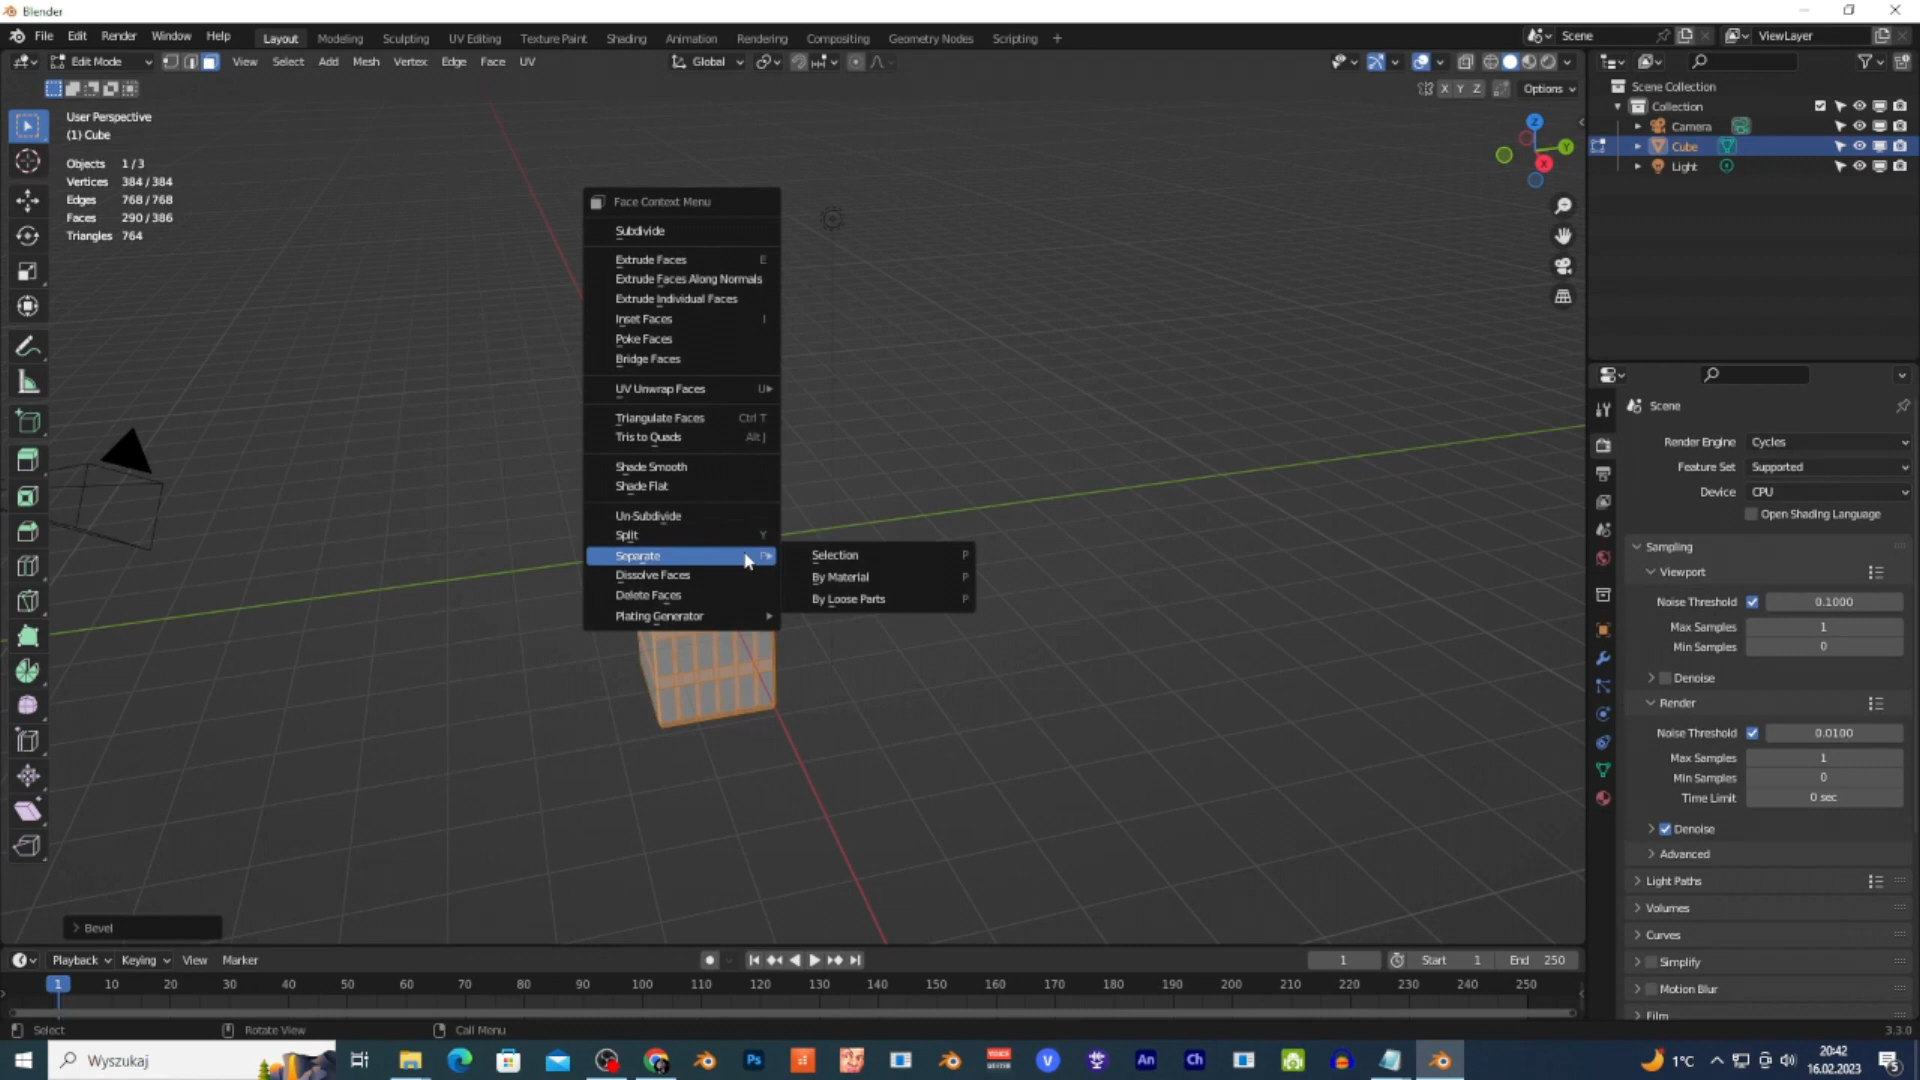 Blender
File Edit Render Window Help
Layout Modeling Sculpting UV Editing Texture Paint Shading Animation Rendering Compositing Geometry Nodes Scripting +
Scene
ViewLayer
Edit Mode View Select Add Mesh Vertex Edge Face UV
Global
X Y Z Options
User Perspective
(1) Cube
Objects 1/3
Vertices 384/384
Edges 768/768
Faces 290/386
Triangles 764
Z
Y
X
Face Context Menu
Subdivide
Extrude Faces E
Extrude Faces Along Normals
Extrude Individual Faces
Inset Faces I
Poke Faces
Bridge Faces
UV Unwrap Faces U
Triangulate Faces Ctrl T
Tris to Quads Alt J
Shade Smooth
Shade Flat
Un-Subdivide
Split Y
Separate P
Dissolve Faces
Delete Faces
Plating Generator
Selection P
By Material P
By Loose Parts P
Bevel
Scene Collection
Collection
Camera
Cube
Light
Scene
Render Engine Cycles
Feature Set Supported
Device CPU
Open Shading Language
Sampling
Viewport
Noise Threshold 0.1000
Max Samples 1
Min Samples 0
Denoise
Render
Noise Threshold 0.0100
Max Samples 1
Min Samples 0
Time Limit 0 sec
Denoise
Advanced
Light Paths
Volumes
Curves
Simplify
Motion Blur
Film
Playback Keying View Marker
1 Start 1 End 250
1 10 20 30 40 50 60 70 80 90 100 110 120 130 140 150 160 170 180 190 200 210 220 230 240 250
Select Rotate View Call Menu
3.3.0
Wyszukaj
Ps
An
Ch
1°C
20:42
16.02.2023
5